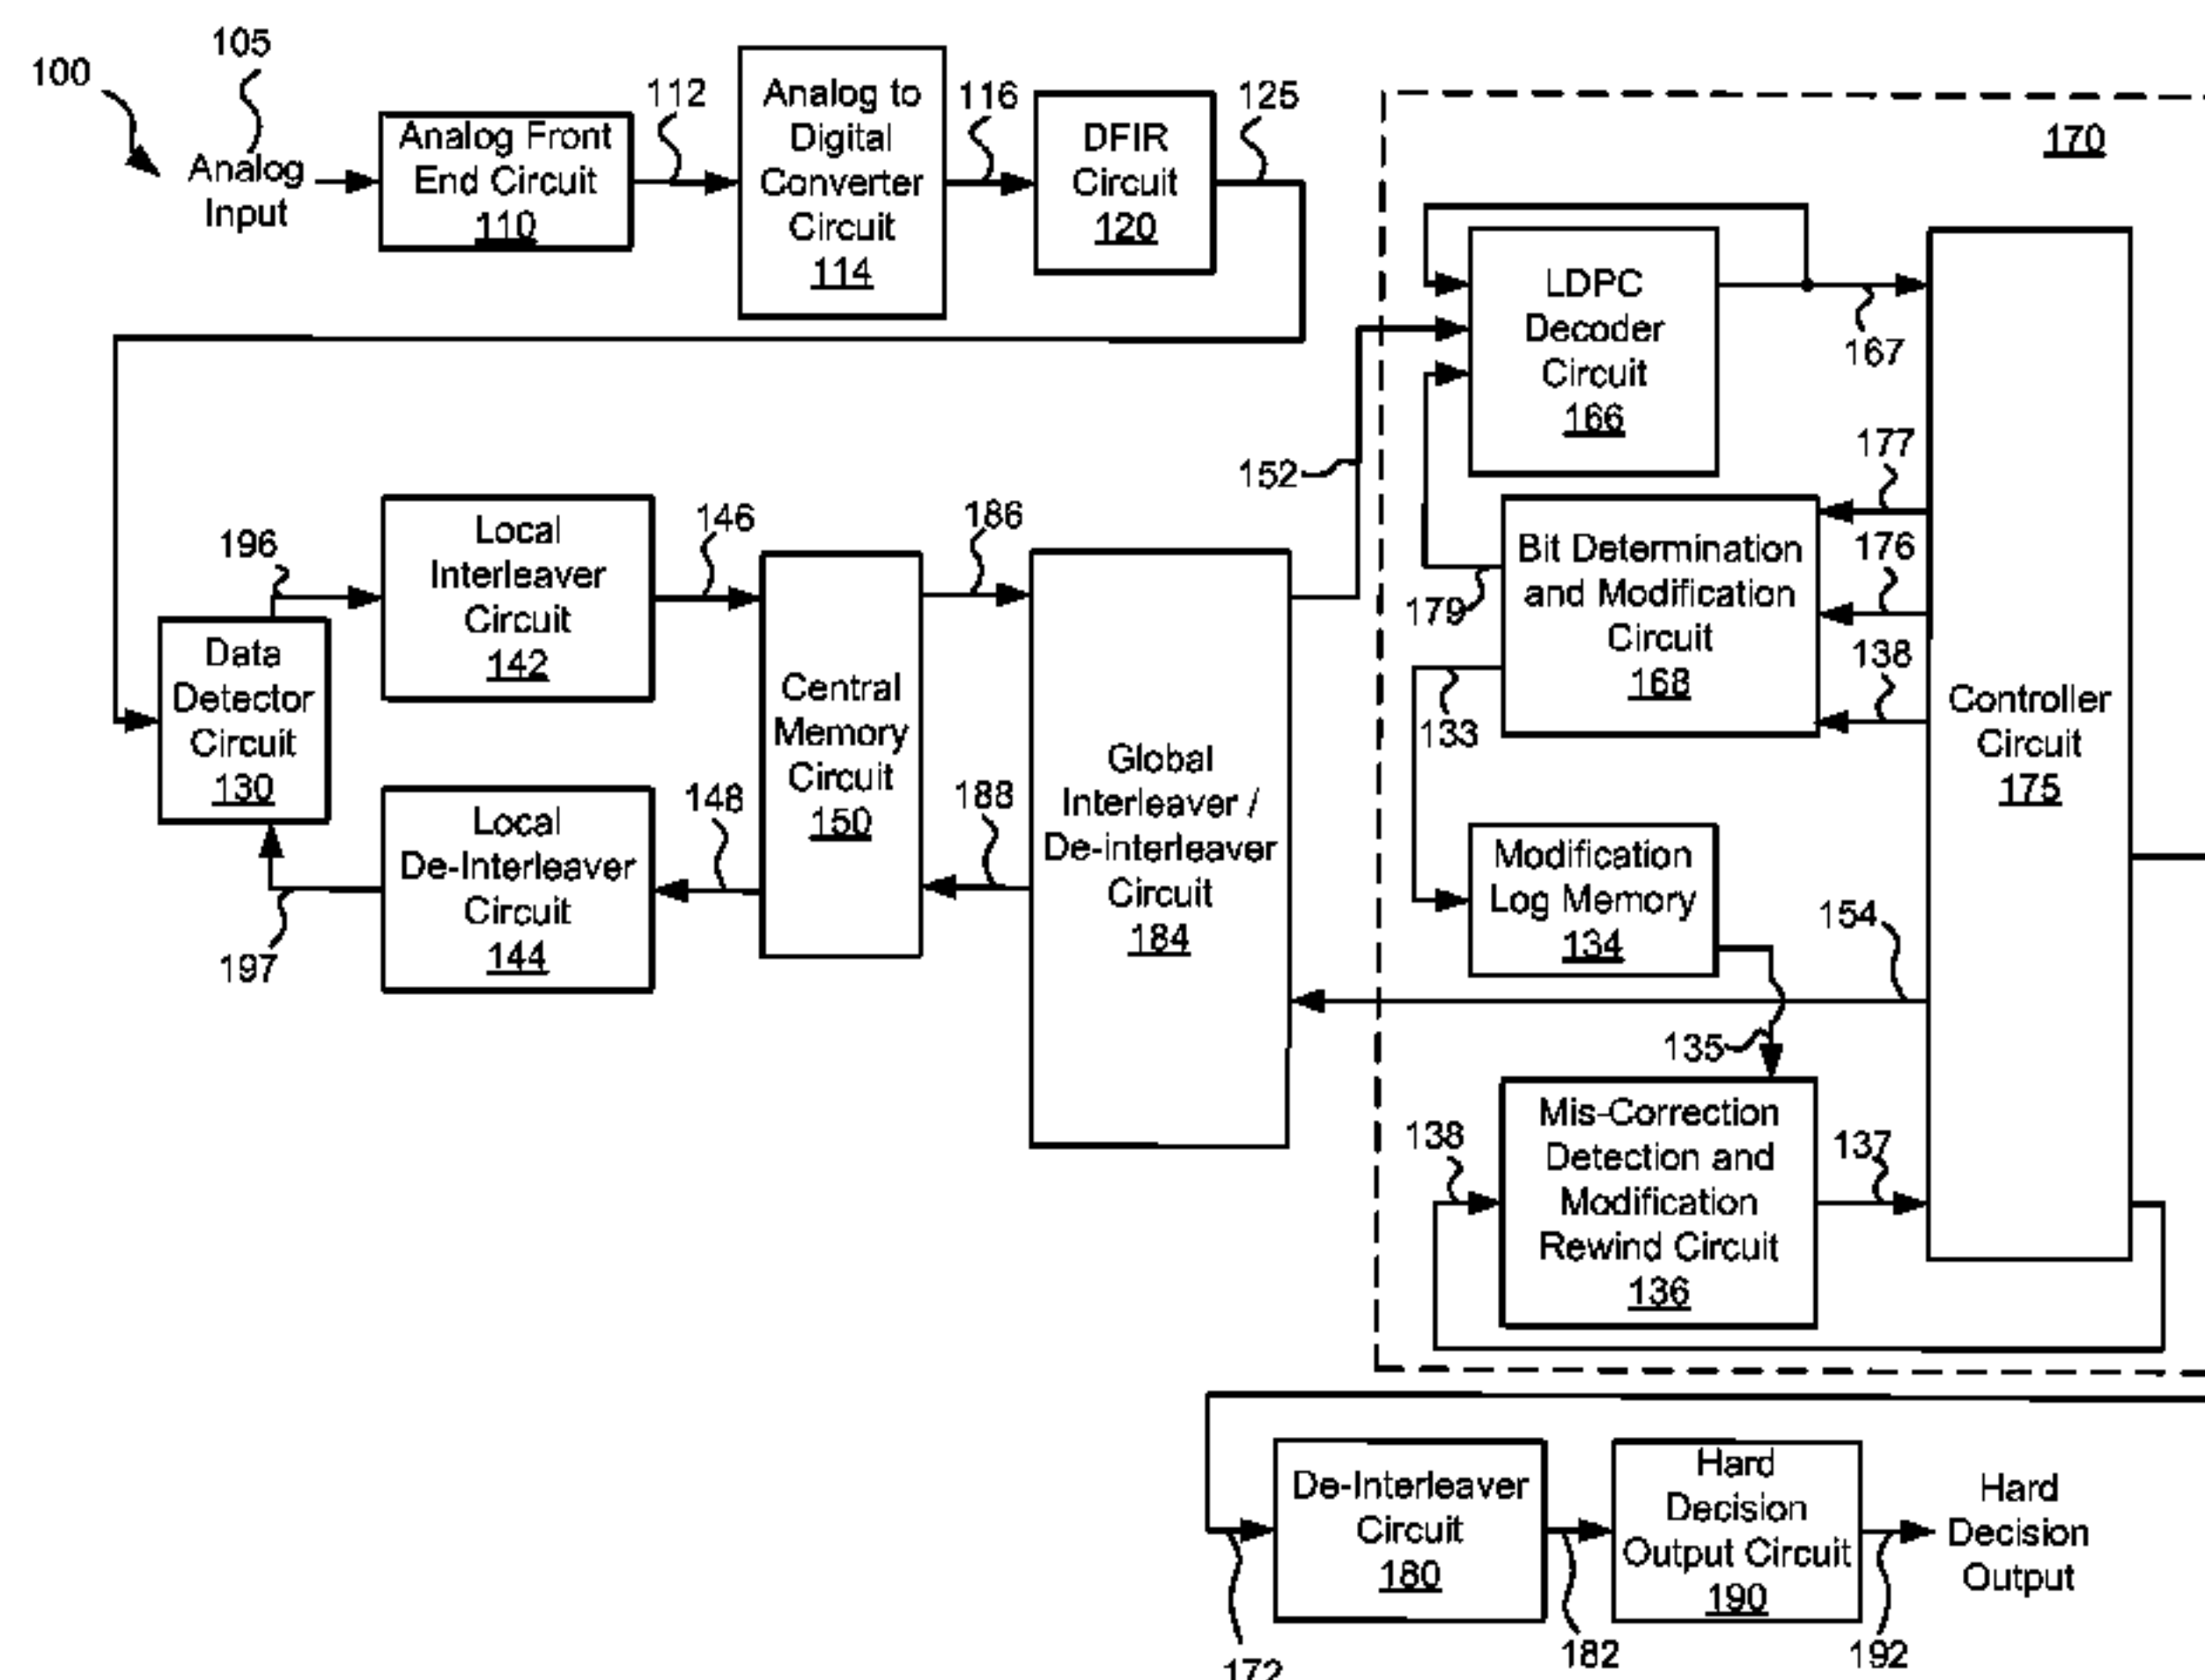 100
105
Analog
Input
Analog Front
End Circuit
110
112
Analog to
Digital
Converter
Circuit
114
116
DFIR
Circuit
120
125
170
LDPC
Decoder
Circuit
166
167
152
177
176
138
Bit Determination
and Modification
Circuit
168
179
133
Controller
Circuit
175
196
Local
Interleaver
Circuit
142
146
186
Data
Detector
Circuit
130
Central
Memory
Circuit
150
Global
Interleaver /
De-interleaver
Circuit
184
148
188
Local
De-Interleaver
Circuit
144
197
Modification
Log Memory
134
154
135
138
Mis-Correction
Detection and
Modification
Rewind Circuit
136
137
De-Interleaver
Circuit
180
Hard
Decision
Output Circuit
190
Hard
Decision
Output
172
182
192